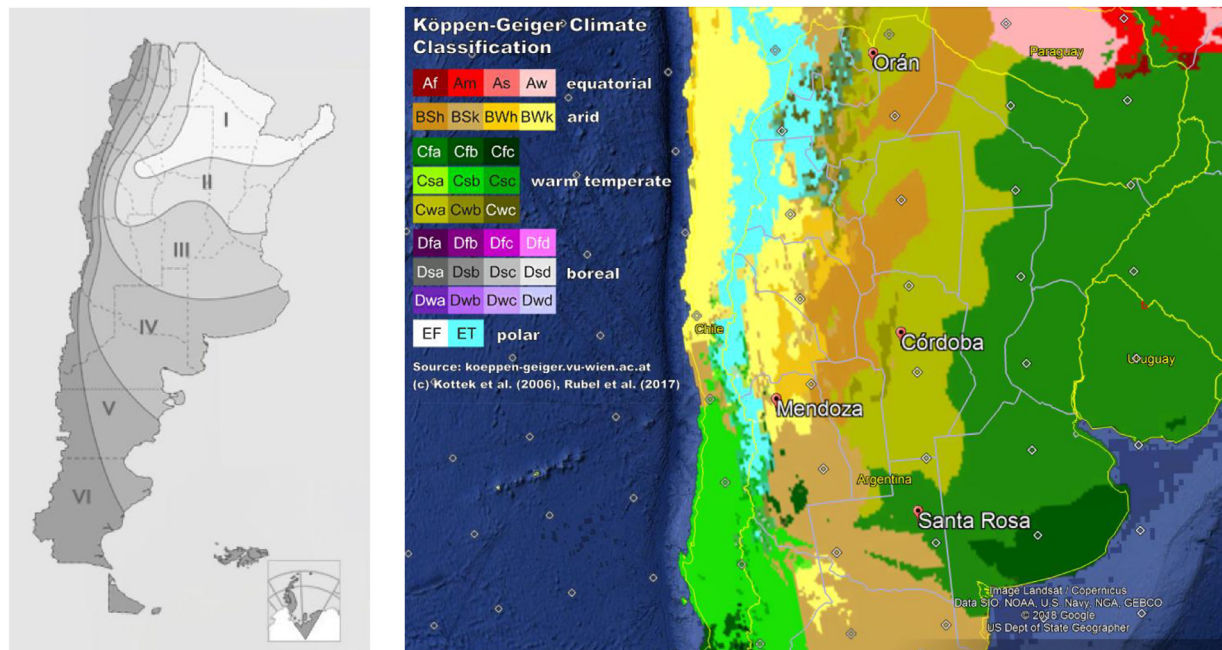 I
II
III
IV
V
VI
Köppen-Geiger Climate
Classification
Af Am As Aw equatorial
BSh BSk BWh BWk arid
Cfa Cfb Cfc
Csa Csb Csc warm temperate
Cwa Cwb Cwc
Dfa Dfb Dfc Dfd
Dsa Dsb Dsc Dsd boreal
Dwa Dwb Dwc Dwd
EF ET polar
Source: koeppen-geiger.vu-wien.ac.at
(c) Kottek et al. (2006), Rubel et al. (2017)
Orán
Paraguay
Chile
Córdoba
Uruguay
Mendoza
Argentina
Santa Rosa
Image Landsat / Copernicus
Data SIO, NOAA, U.S. Navy, NGA, GEBCO
© 2018 Google
US Dept of State Geographer